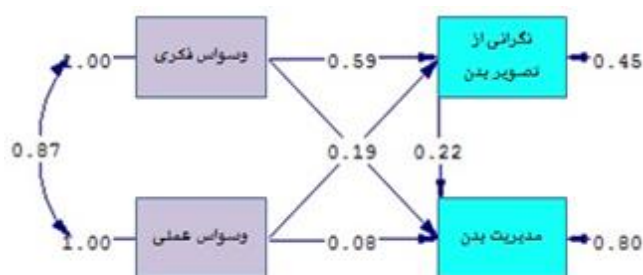 وسواس فکری
نگرانی از
تصویر بدن
1.00
0.59
0.45
0.87
0.19
0.22
وسواس عملی
مدیریت بدن
1.00
0.08
0.80